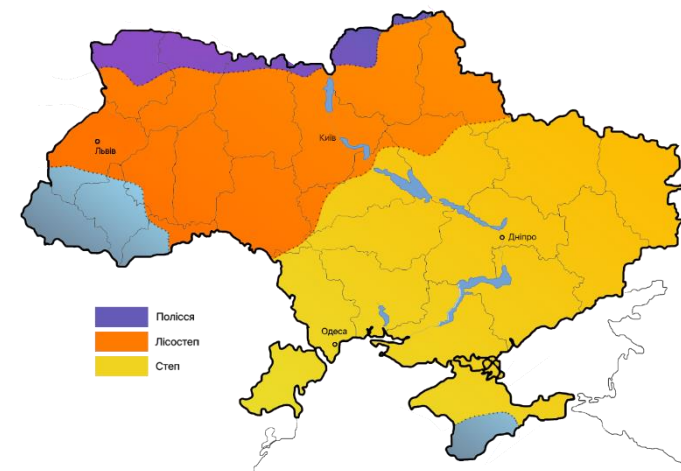 Київ
Львів
Дніпро
Полісся
Лісостеп
Одеса
Степ